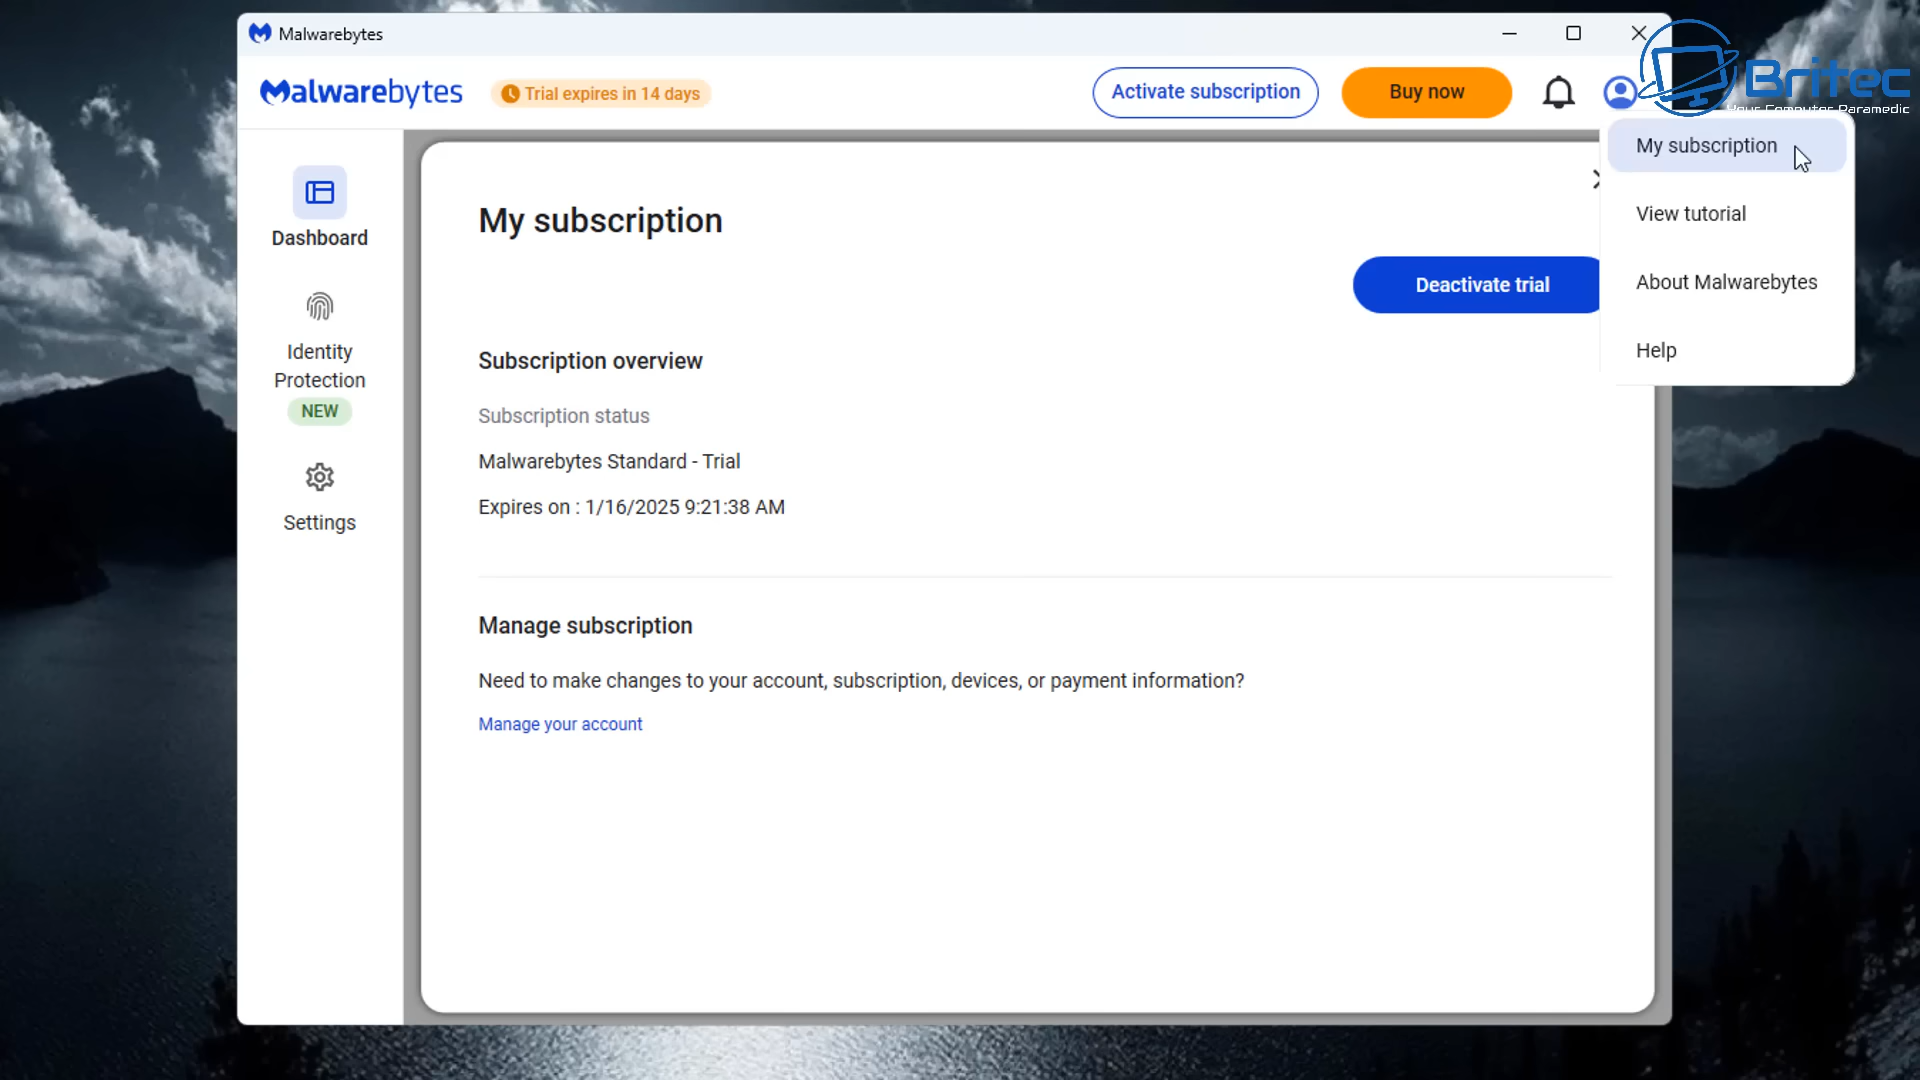 Malwarebytes
Malwarebytes
Trial expires in 14 days
Activate subscription
Buy now
Britec
Your Computer Paramedic
My subscription
View tutorial
About Malwarebytes
Help
Dashboard
Identity
Protection
NEW
Settings
My subscription
Deactivate trial
Subscription overview
Subscription status
Malwarebytes Standard - Trial
Expires on : 1/16/2025 9:21:38 AM
Manage subscription
Need to make changes to your account, subscription, devices, or payment information?
Manage your account